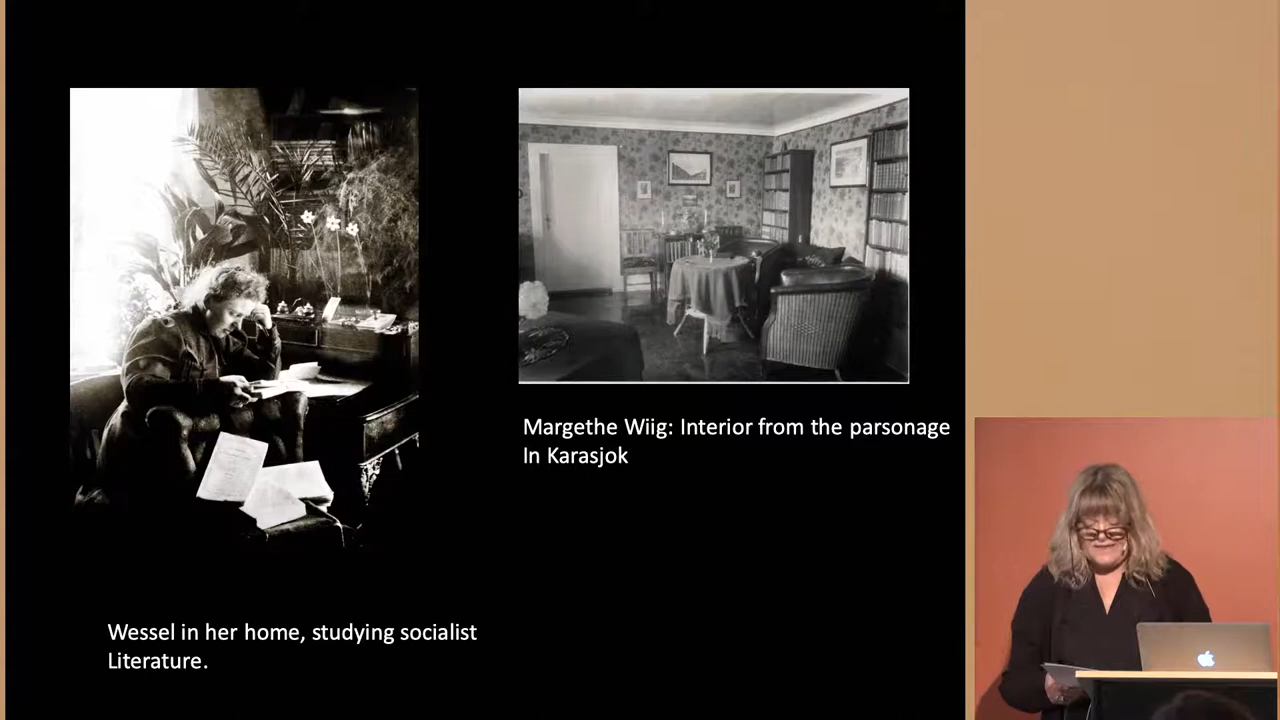 Margethe Wiig: Interior from the parsonage
In Karasjok
Wessel in her home, studying socialist
Literature.